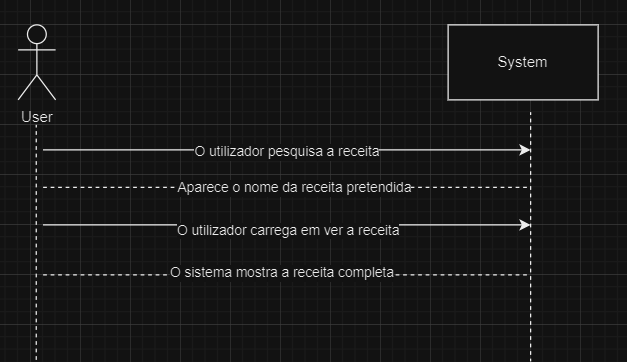 System
User
O utilizador pesquisa a receita
Aparece o nome da receita pretendida
O utilizador carrega em ver a receita
O sistema mostra a receita completa